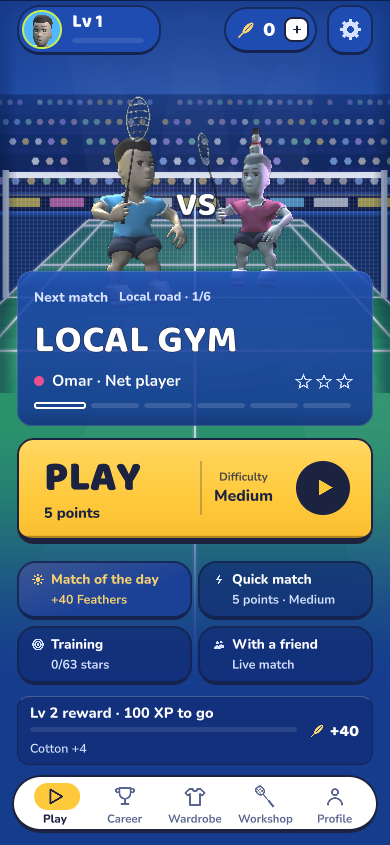 Lv 1
0
+
VS
Next match Local road · 1/6
LOCAL GYM
Omar · Net player
PLAY
5 points
Difficulty
Medium
Match of the day
+40 Feathers
Quick match
5 points · Medium
Training
0/63 stars
With a friend
Live match
Lv 2 reward · 100 XP to go
+40
Cotton +4
Play
Career
Wardrobe
Workshop
Profile